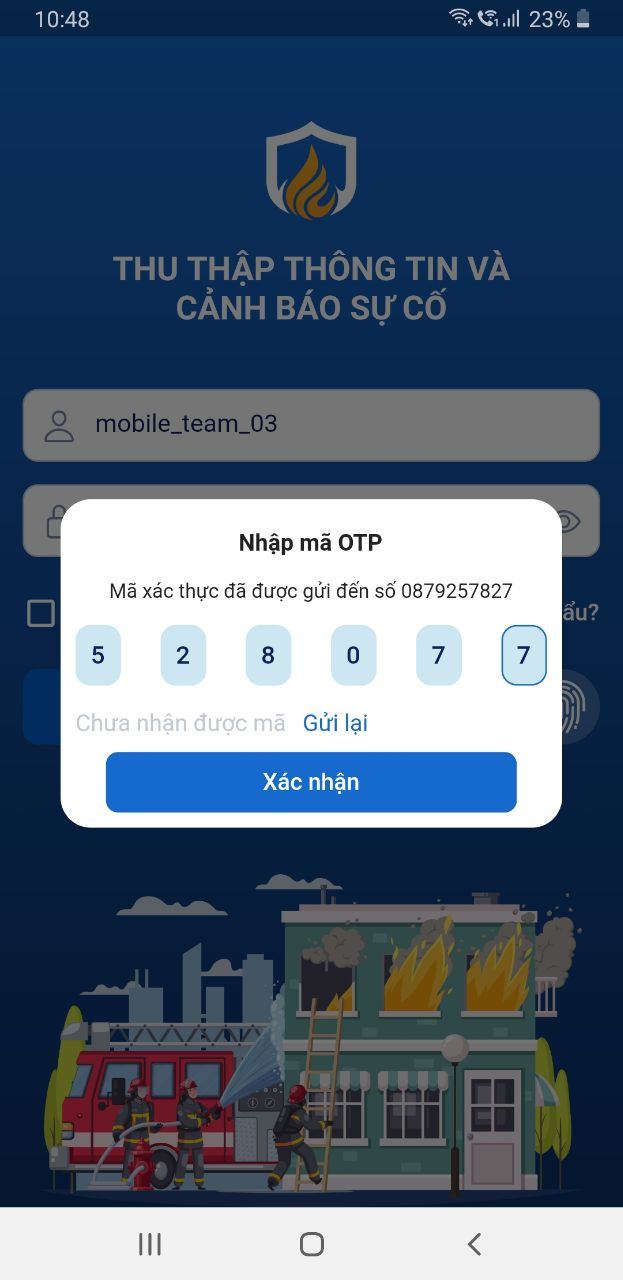 10:48
23%
THU THẬP THÔNG TIN VÀ
CẢNH BÁO SỰ CỐ
mobile_team_03
Nhập mã OTP
Mã xác thực đã được gửi đến số 0879257827
ẩu?
5 2 8 0 7 7
Chưa nhận được mã Gửi lại
Xác nhận